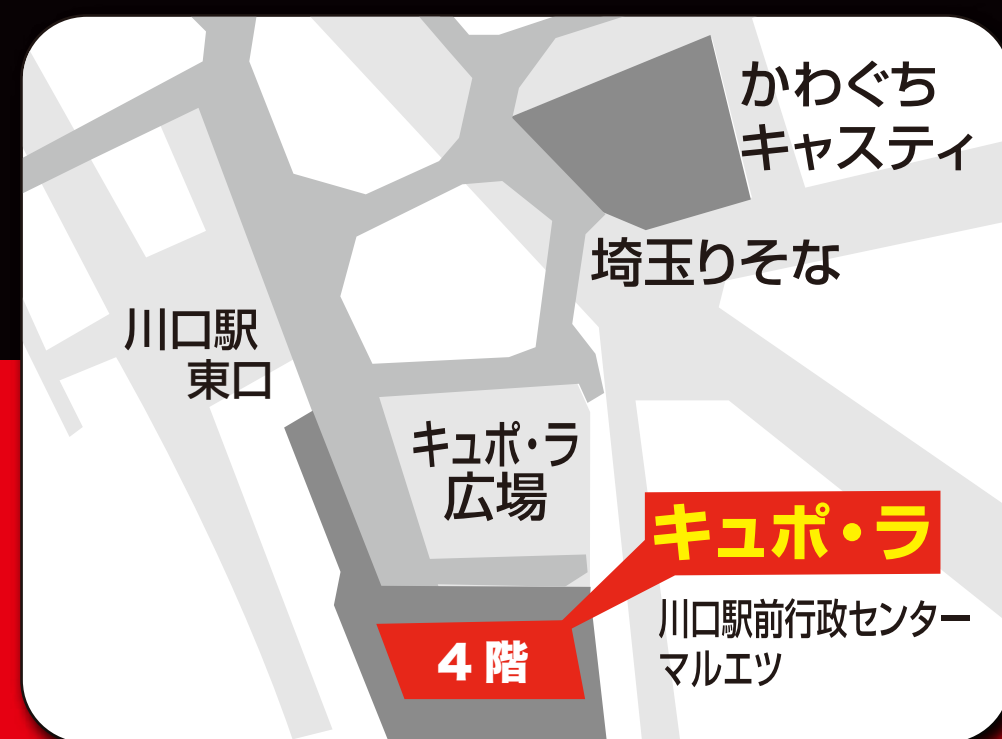 かわぐち
キャスティ
埼玉りそな
川口駅
東口
キュポ・ラ
広場
キュポ・ラ
川口駅前行政センター
マルエツ
4階